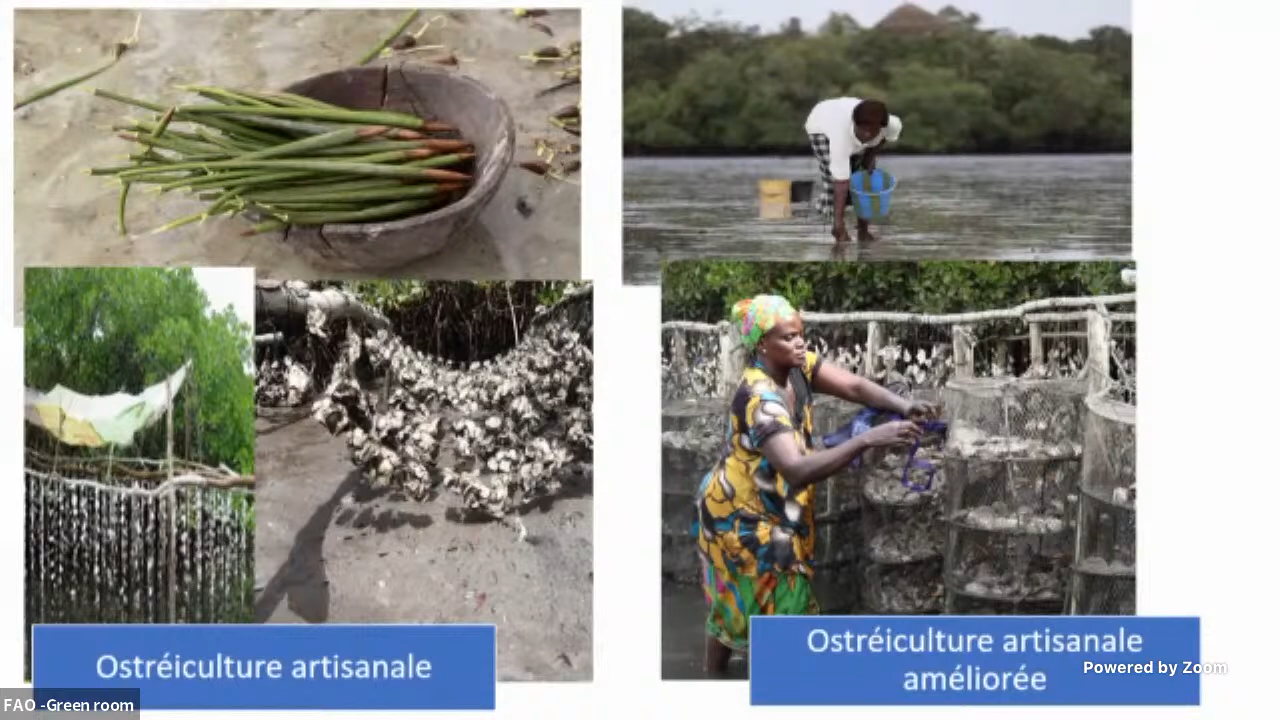 Ostréiculture artisanale
Ostréiculture artisanale
améliorée
Powered by Zoom
FAO -Green room